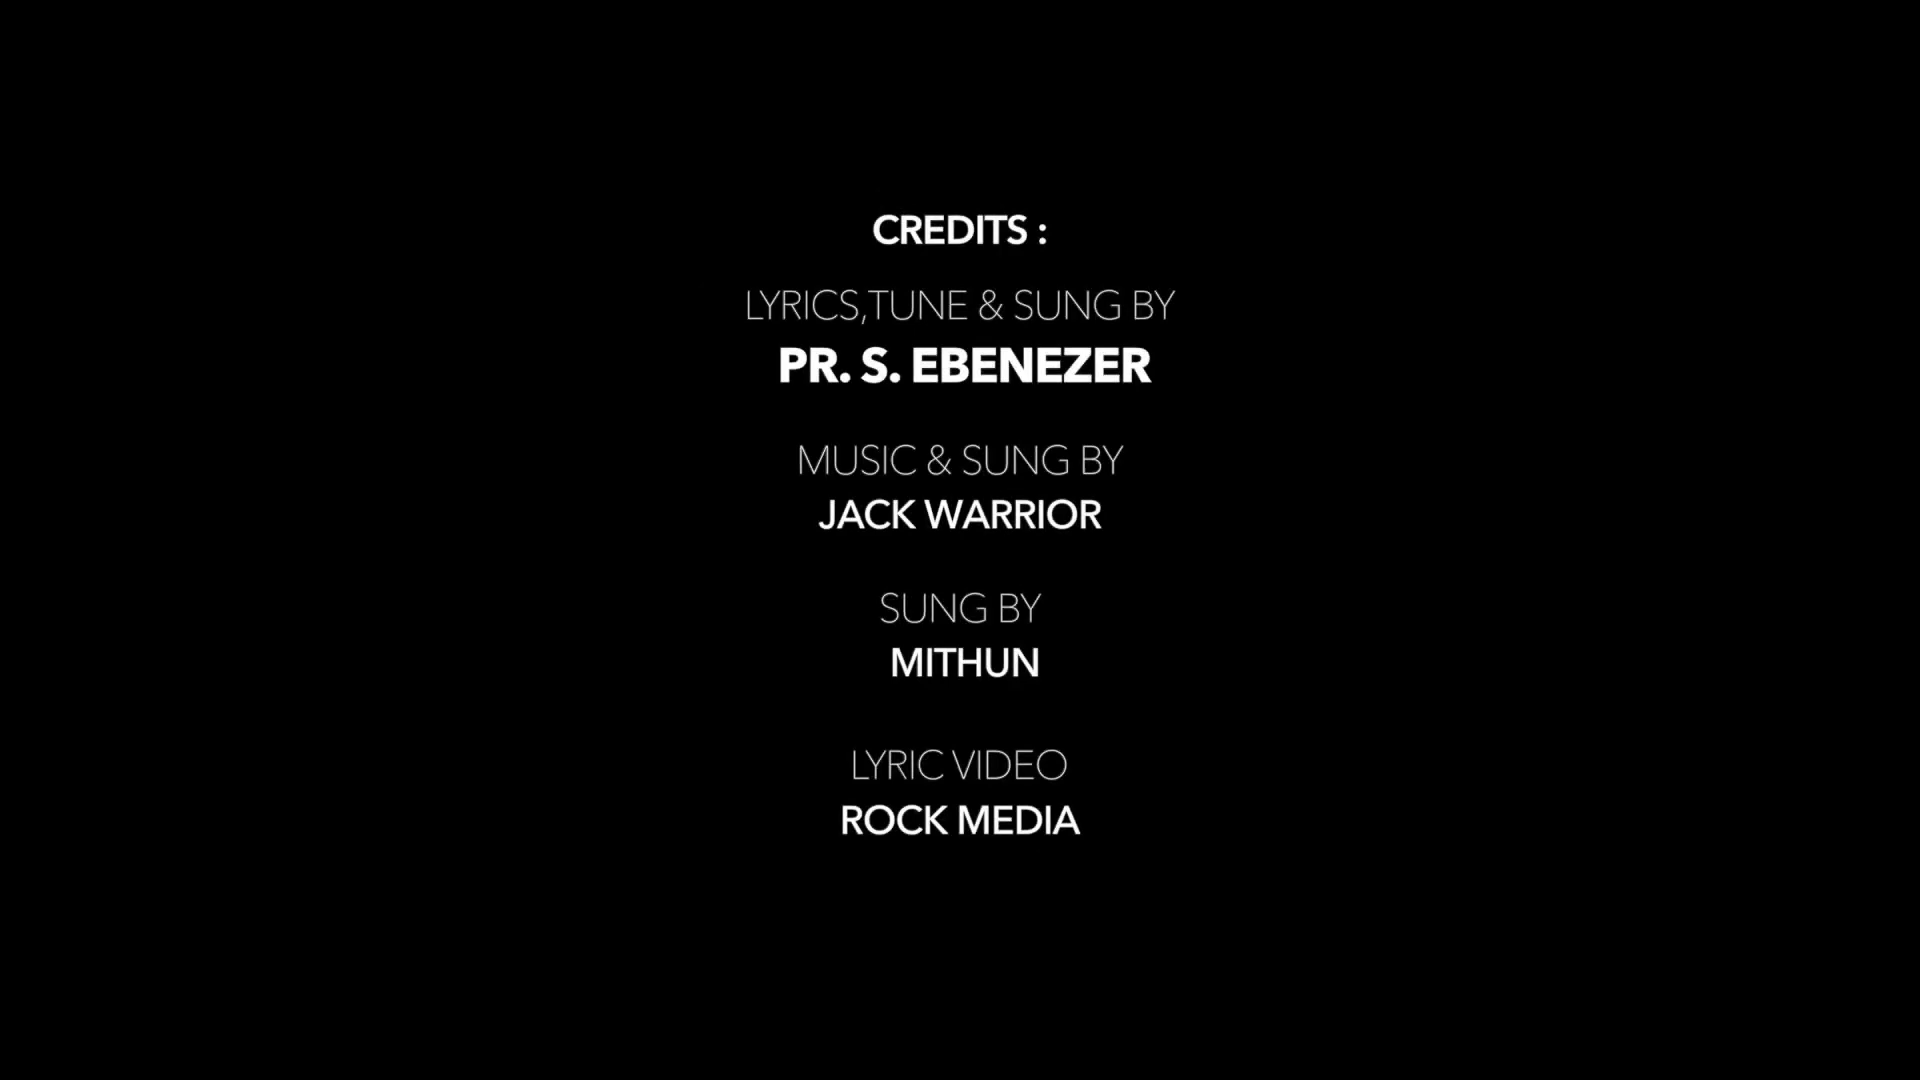 CREDITS :
LYRICS,TUNE & SUNG BY
PR. S. EBENEZER
MUSIC & SUNG BY
JACK WARRIOR
SUNG BY
MITHUN
LYRIC VIDEO
ROCK MEDIA